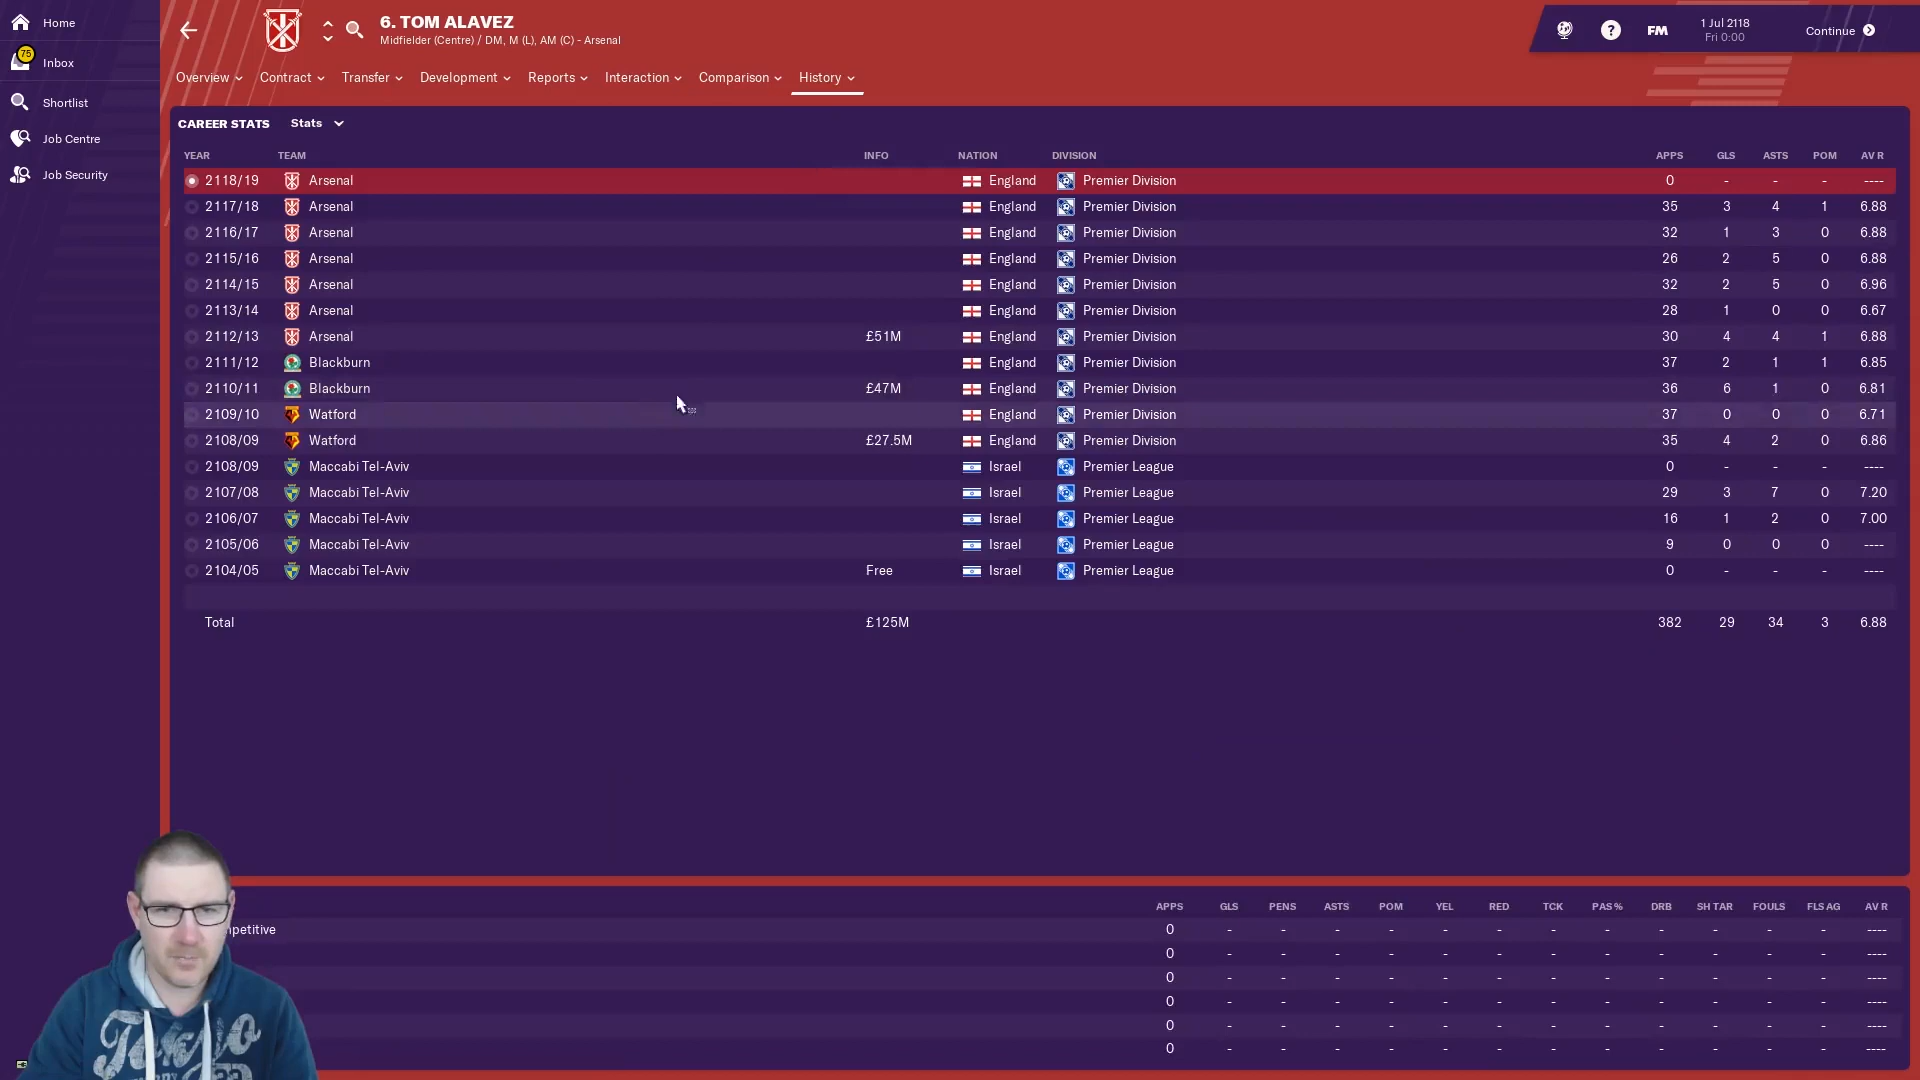 Home
75
Inbox
Shortlist
Job Centre
Job Security
6. TOM ALAVEZ
Midfielder (Centre) / DM, M (L), AM (C) - Arsenal
FM
1 Jul 2118
Fri 0:00
Continue
Overview Contract Transfer Development Reports Interaction Comparison History
CAREER STATS Stats
YEAR TEAM INFO NATION DIVISION APPS GLS ASTS POM AV R
2118/19 Arsenal England Premier Division 0 - - - ----
2117/18 Arsenal England Premier Division 35 3 4 1 6.88
2116/17 Arsenal England Premier Division 32 1 3 0 6.88
2115/16 Arsenal England Premier Division 26 2 5 0 6.88
2114/15 Arsenal England Premier Division 32 2 5 0 6.96
2113/14 Arsenal England Premier Division 28 1 0 0 6.67
2112/13 Arsenal £51M England Premier Division 30 4 4 1 6.88
2111/12 Blackburn England Premier Division 37 2 1 1 6.85
2110/11 Blackburn £47M England Premier Division 36 6 1 0 6.81
2109/10 Watford England Premier Division 37 0 0 0 6.71
2108/09 Watford £27.5M England Premier Division 35 4 2 0 6.86
2108/09 Maccabi Tel-Aviv Israel Premier League 0 - - - ----
2107/08 Maccabi Tel-Aviv Israel Premier League 29 3 7 0 7.20
2106/07 Maccabi Tel-Aviv Israel Premier League 16 1 2 0 7.00
2105/06 Maccabi Tel-Aviv Israel Premier League 9 0 0 0 ----
2104/05 Maccabi Tel-Aviv Free Israel Premier League 0 - - - ----
Total £125M 382 29 34 3 6.88
APPS GLS PENS ASTS POM YEL RED TCK PAS % DRB SH TAR FOULS FLS AG AV R
mpetitive 0 - - - - - - - - - - - - ----
0 - - - - - - - - - - - - ----
0 - - - - - - - - - - - - ----
0 - - - - - - - - - - - - ----
0 - - - - - - - - - - - - ----
0 - - - - - - - - - - - - ----